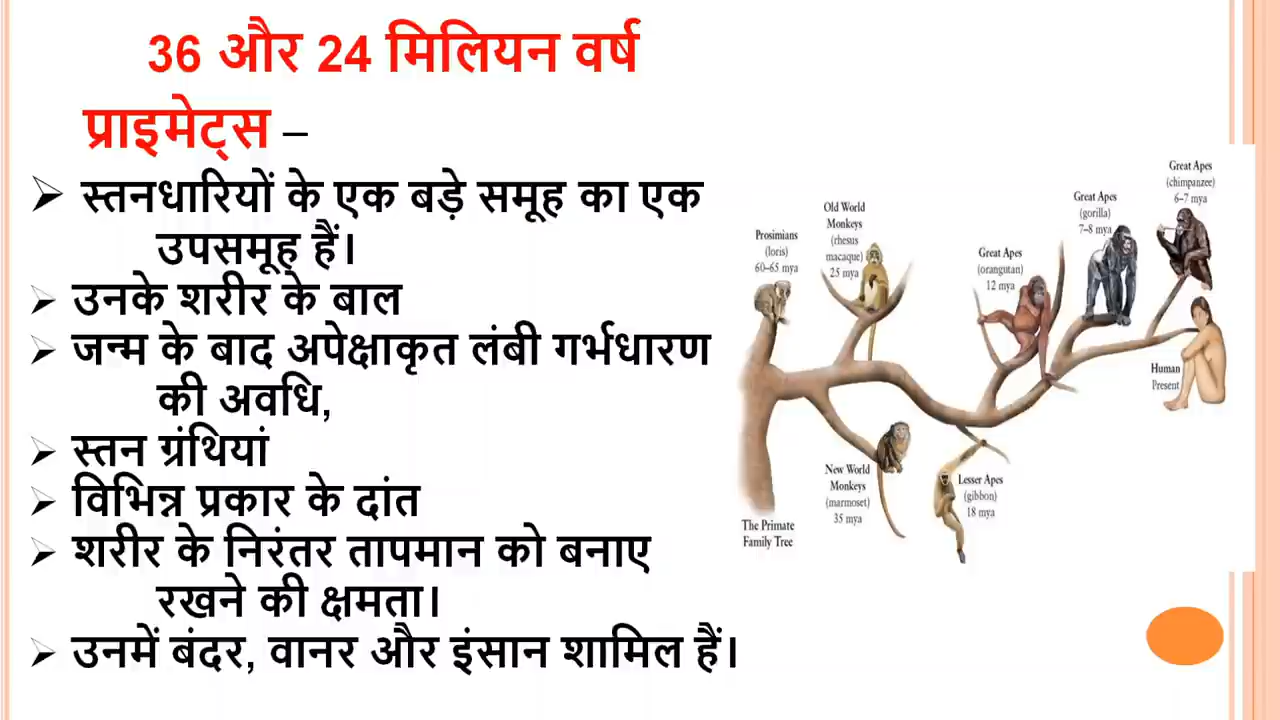 36 और 24 मिलियन वर्ष
प्राइमेट्स –
➢ स्तनधारियों के एक बड़े समूह का एक
उपसमूह हैं।
➢ उनके शरीर के बाल
➢ जन्म के बाद अपेक्षाकृत लंबी गर्भधारण
की अवधि,
➢ स्तन ग्रंथियां
➢ विभिन्न प्रकार के दांत
➢ शरीर के निरंतर तापमान को बनाए
रखने की क्षमता।
➢ उनमें बंदर, वानर और इंसान शामिल हैं।
Prosimians
(loris)
60–65 mya
Old World
Monkeys
(rhesus
macaque)
25 mya
Great Apes
(orangutan)
12 mya
Great Apes
(gorilla)
7–8 mya
Great Apes
(chimpanzee)
6–7 mya
Human
Present
New World
Monkeys
(marmoset)
35 mya
Lesser Apes
(gibbon)
18 mya
The Primate
Family Tree